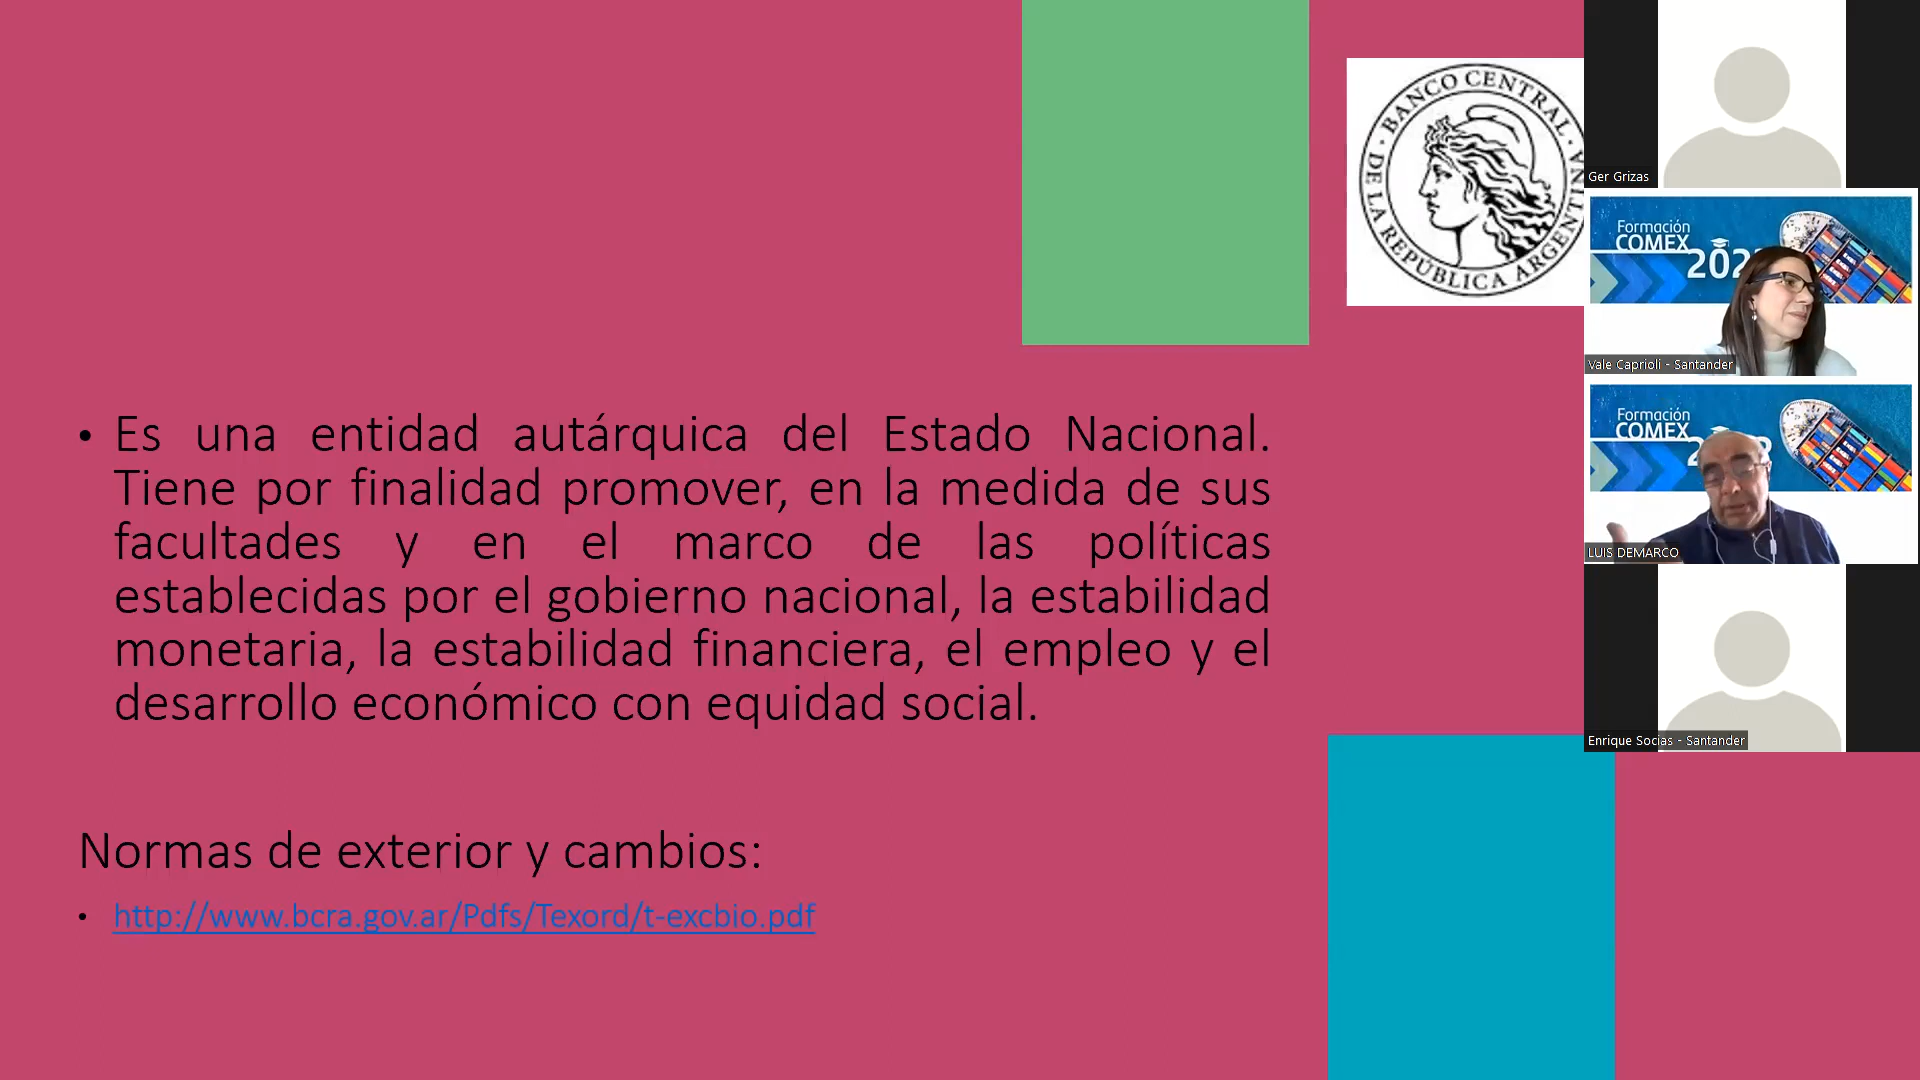 • Es una entidad autárquica del Estado Nacional.
Tiene por finalidad promover, en la medida de sus
facultades y en el marco de las políticas
establecidas por el gobierno nacional, la estabilidad
monetaria, la estabilidad financiera, el empleo y el
desarrollo económico con equidad social.
Normas de exterior y cambios:
• http://www.bcra.gov.ar/Pdfs/Texord/t-excbio.pdf
· BANCO CENTRAL ·
DE LA REPÚBLICA ARGENTINA
Ger Grizas
Formación
COMEX
202
Vale Caprioli - Santander
Formación
COMEX
LUIS DEMARCO
Enrique Socias - Santander